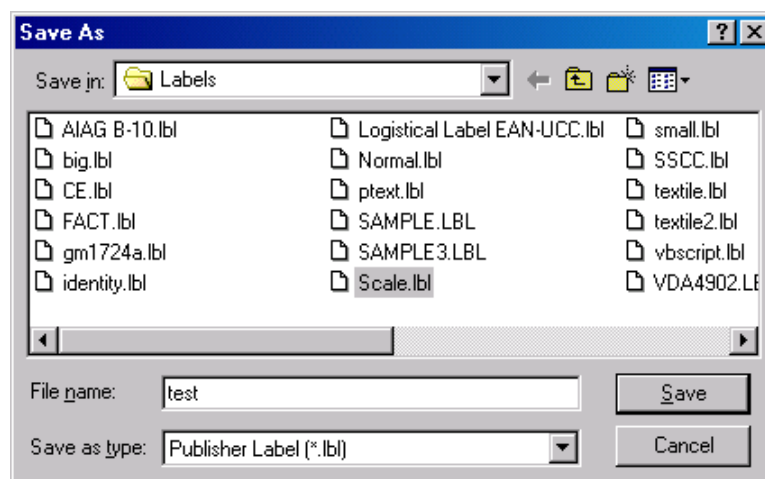 Save As
Save in: Labels
AIAG B-10.lbl
big.lbl
CE.lbl
FACT.lbl
gm1724a.lbl
identity.lbl
Logistical Label EAN-UCC.lbl
Normal.lbl
ptext.lbl
SAMPLE.LBL
SAMPLE3.LBL
Scale.lbl
small.lbl
SSCC.lbl
textile.lbl
textile2.lbl
vbscript.lbl
VDA4902.LB
File name: test Save
Save as type: Publisher Label (*.lbl) Cancel